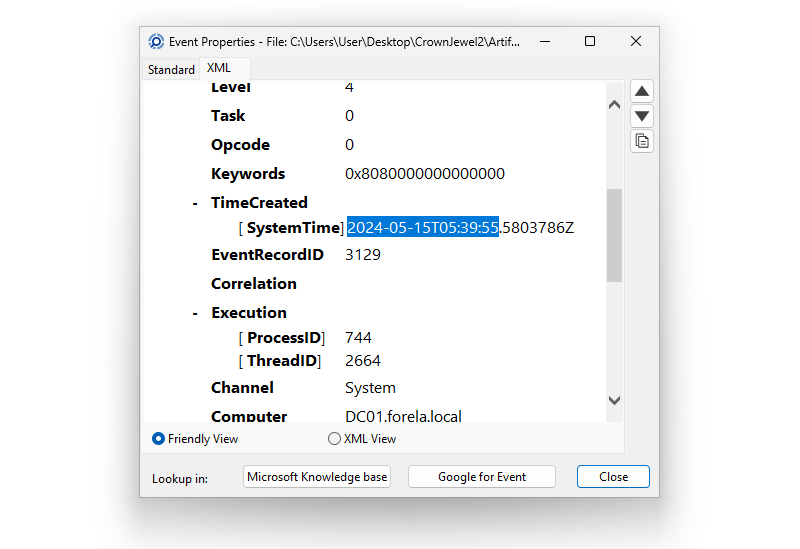 Event Properties - File: C:\Users\User\Desktop\CrownJewel2\Artif...
Standard XML
Level 4
Task 0
Opcode 0
Keywords 0x8080000000000000
- TimeCreated
[ SystemTime] 2024-05-15T05:39:55.5803786Z
EventRecordID 3129
Correlation
- Execution
[ ProcessID] 744
[ ThreadID] 2664
Channel System
Computer DC01.forela.local
Friendly View XML View
Lookup in: Microsoft Knowledge base Google for Event Close